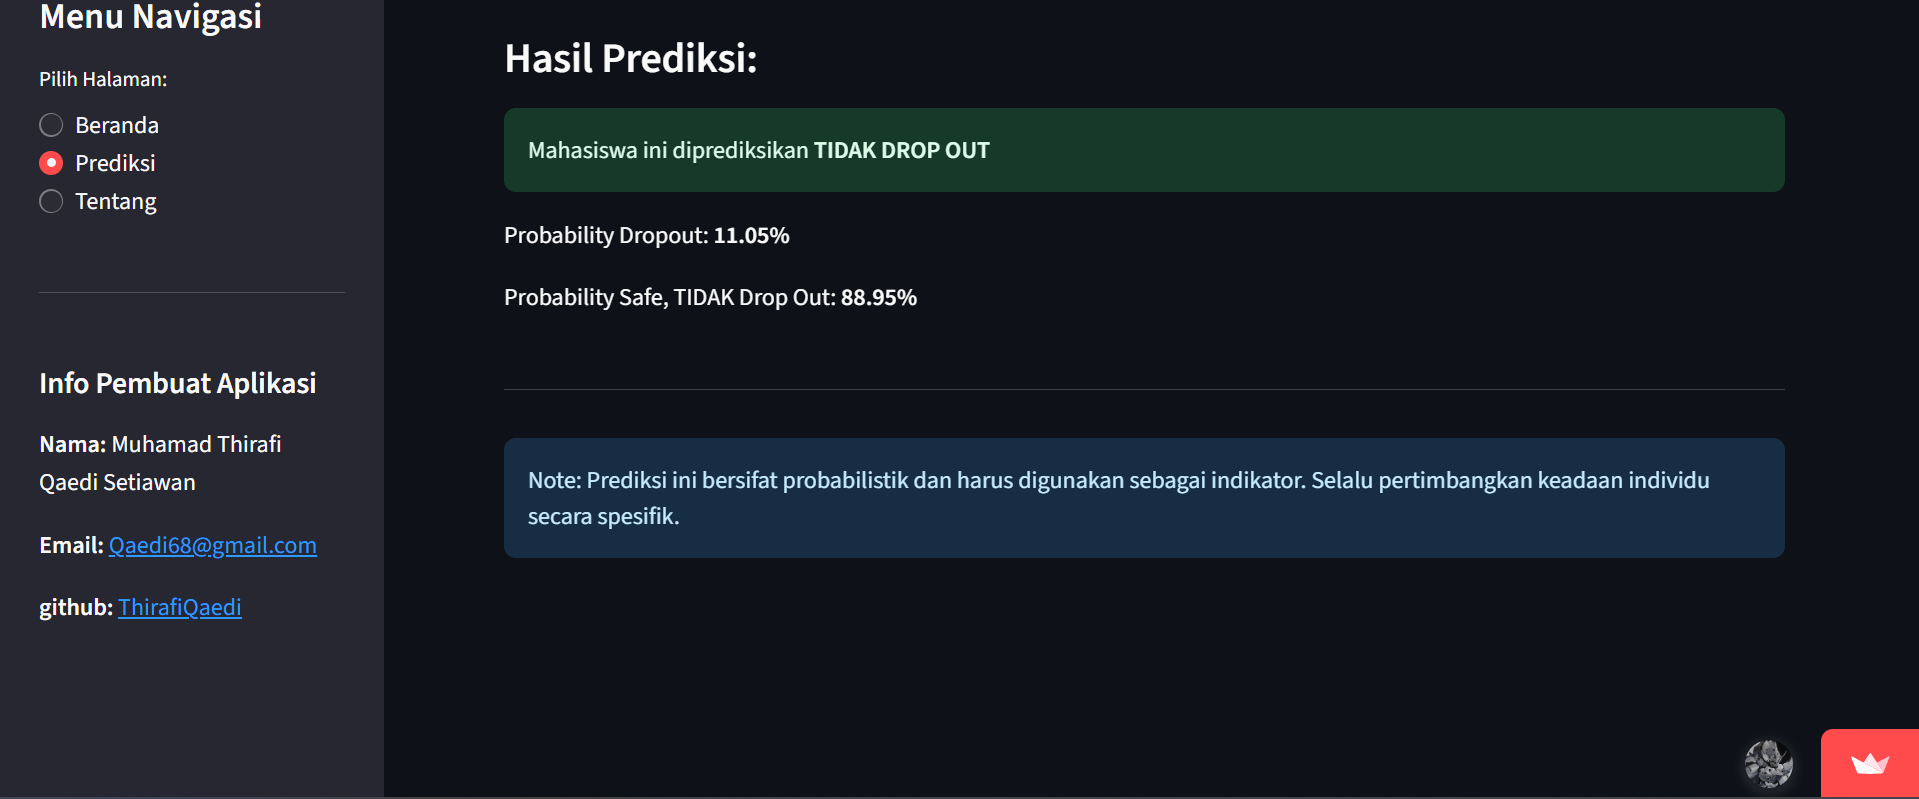 Menu Navigasi
Pilih Halaman:
Beranda
Prediksi
Tentang
Info Pembuat Aplikasi
Nama: Muhamad Thirafi
Qaedi Setiawan
Email: Qaedi68@gmail.com
github: ThirafiQaedi
Hasil Prediksi:
Mahasiswa ini diprediksikan TIDAK DROP OUT
Probability Dropout: 11.05%
Probability Safe, TIDAK Drop Out: 88.95%
Note: Prediksi ini bersifat probabilistik dan harus digunakan sebagai indikator. Selalu pertimbangkan keadaan individu
secara spesifik.